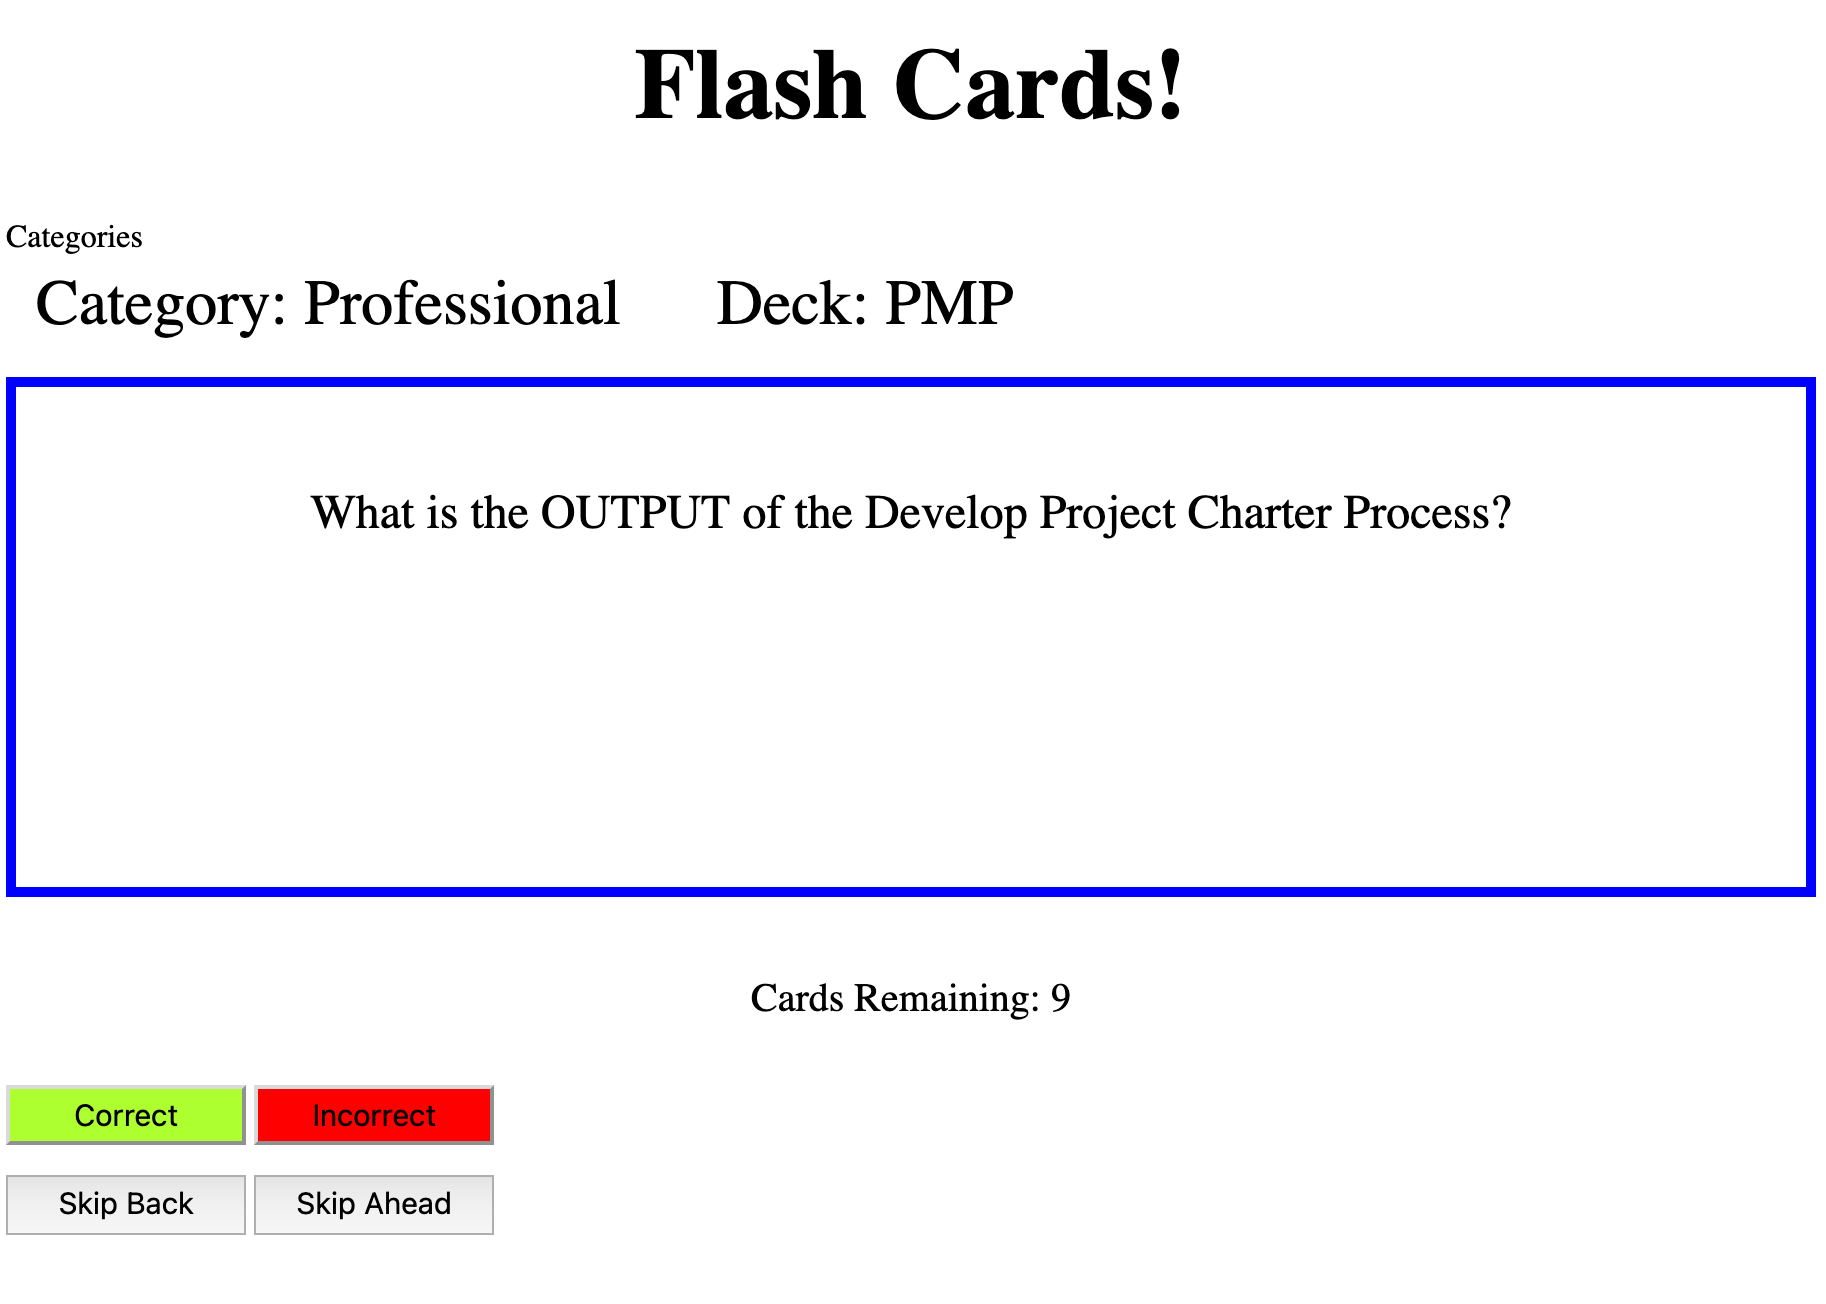 Flash Cards!
Categories
Category: Professional Deck: PMP
What is the OUTPUT of the Develop Project Charter Process?
Cards Remaining: 9
Correct Incorrect
Skip Back Skip Ahead